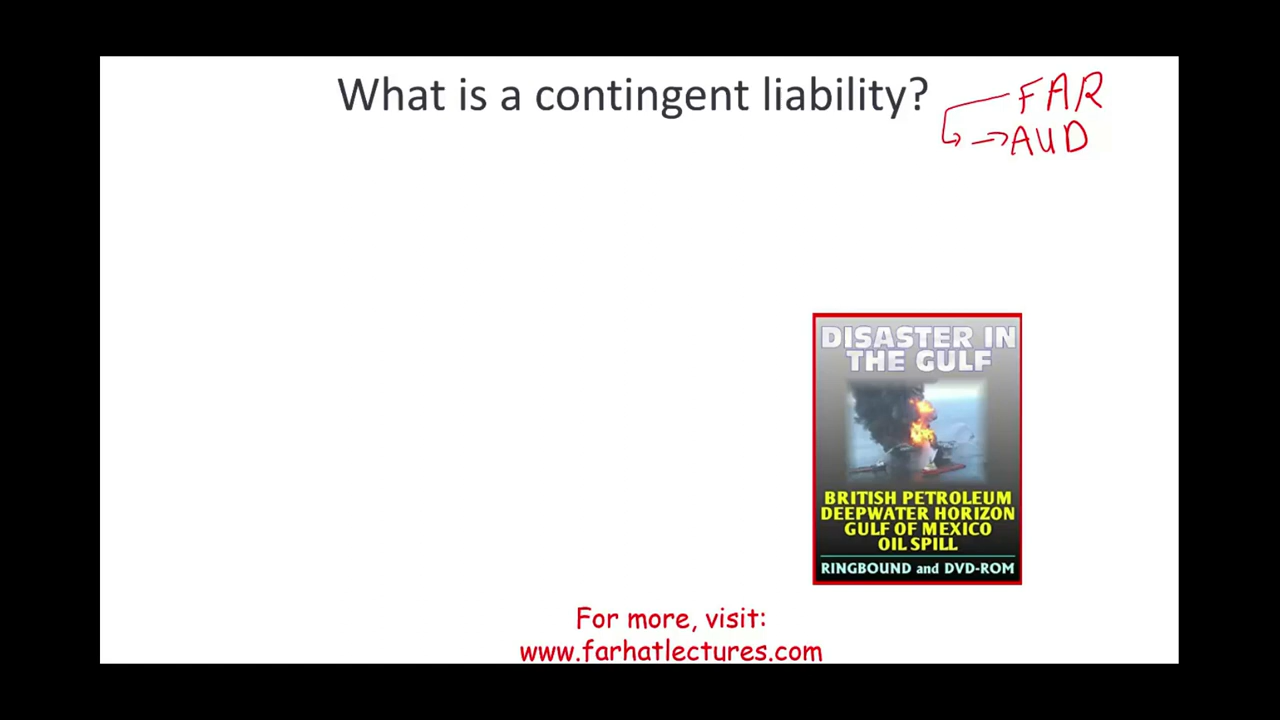 What is a contingent liability?
FAR
AUD
DISASTER IN
THE GULF
BRITISH PETROLEUM
DEEPWATER HORIZON
GULF OF MEXICO
OIL SPILL
RINGBOUND and DVD-ROM
For more, visit:
www.farhatlectures.com